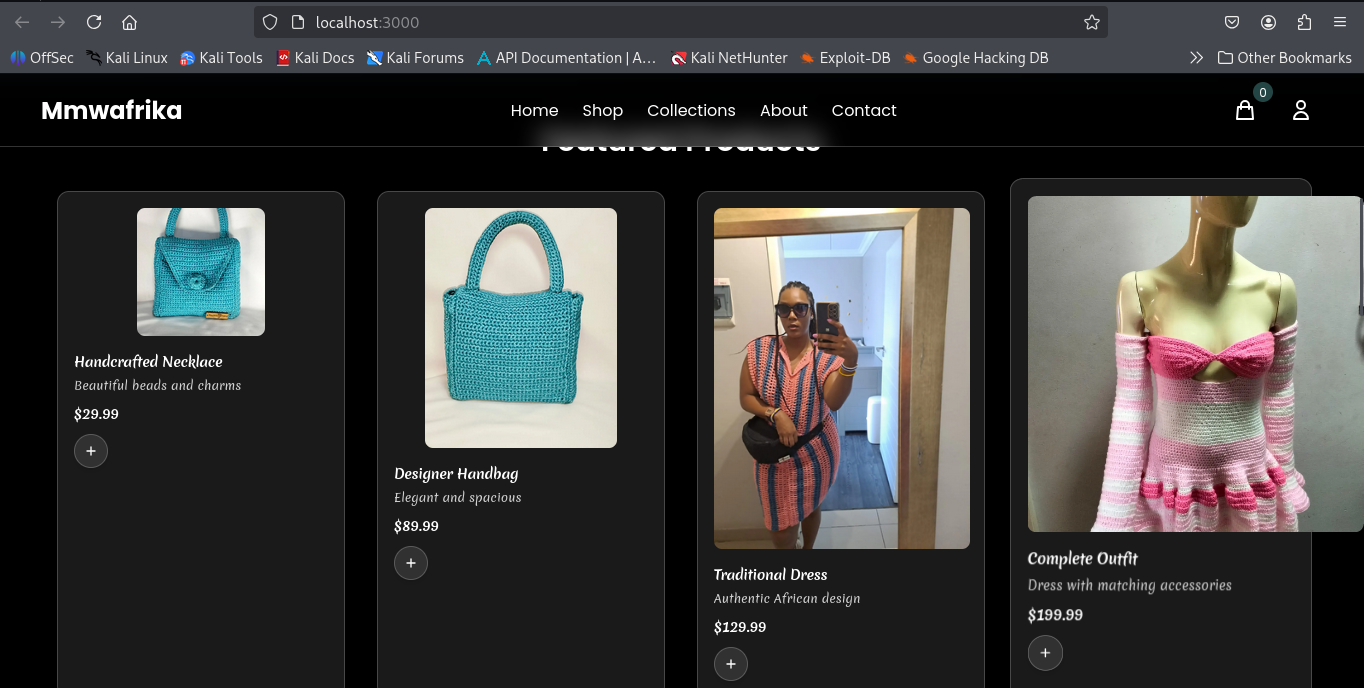 localhost:3000
OffSec Kali Linux Kali Tools Kali Docs Kali Forums API Documentation | A… Kali NetHunter Exploit-DB Google Hacking DB Other Bookmarks
Mmwafrika Home Shop Collections About Contact 0
Featured Products
Handcrafted Necklace
Beautiful beads and charms
$29.99
+
Designer Handbag
Elegant and spacious
$89.99
+
Traditional Dress
Authentic African design
$129.99
+
Complete Outfit
Dress with matching accessories
$199.99
+